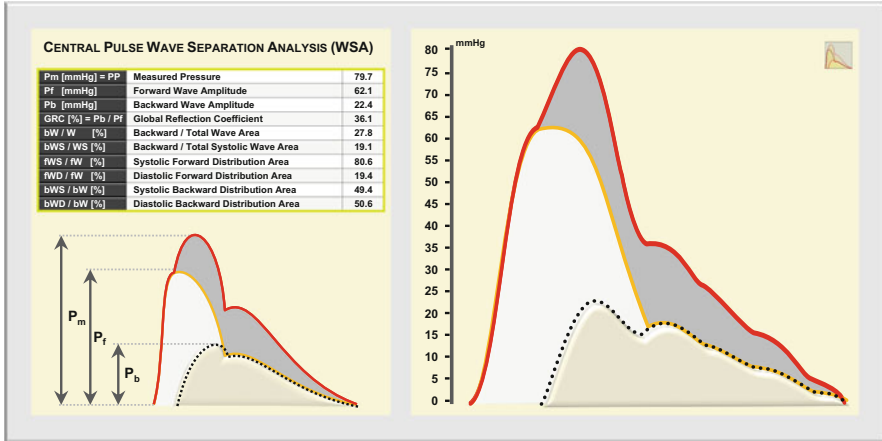 CENTRAL PULSE WAVE SEPARATION ANALYSIS (WSA)
Pm [mmHg] = PP Measured Pressure 79.7
Pf [mmHg] Forward Wave Amplitude 62.1
Pb [mmHg] Backward Wave Amplitude 22.4
GRC [%] = Pb / Pf Global Reflection Coefficient 36.1
bW / W [%] Backward / Total Wave Area 27.8
bWS / WS [%] Backward / Total Systolic Wave Area 19.1
fWS / fW [%] Systolic Forward Distribution Area 80.6
fWD / fW [%] Diastolic Forward Distribution Area 19.4
bWS / bW [%] Systolic Backward Distribution Area 49.4
bWD / bW [%] Diastolic Backward Distribution Area 50.6
Pm
Pf
Pb
mmHg
80
75
70
65
60
55
50
45
40
35
30
25
20
15
10
5
0